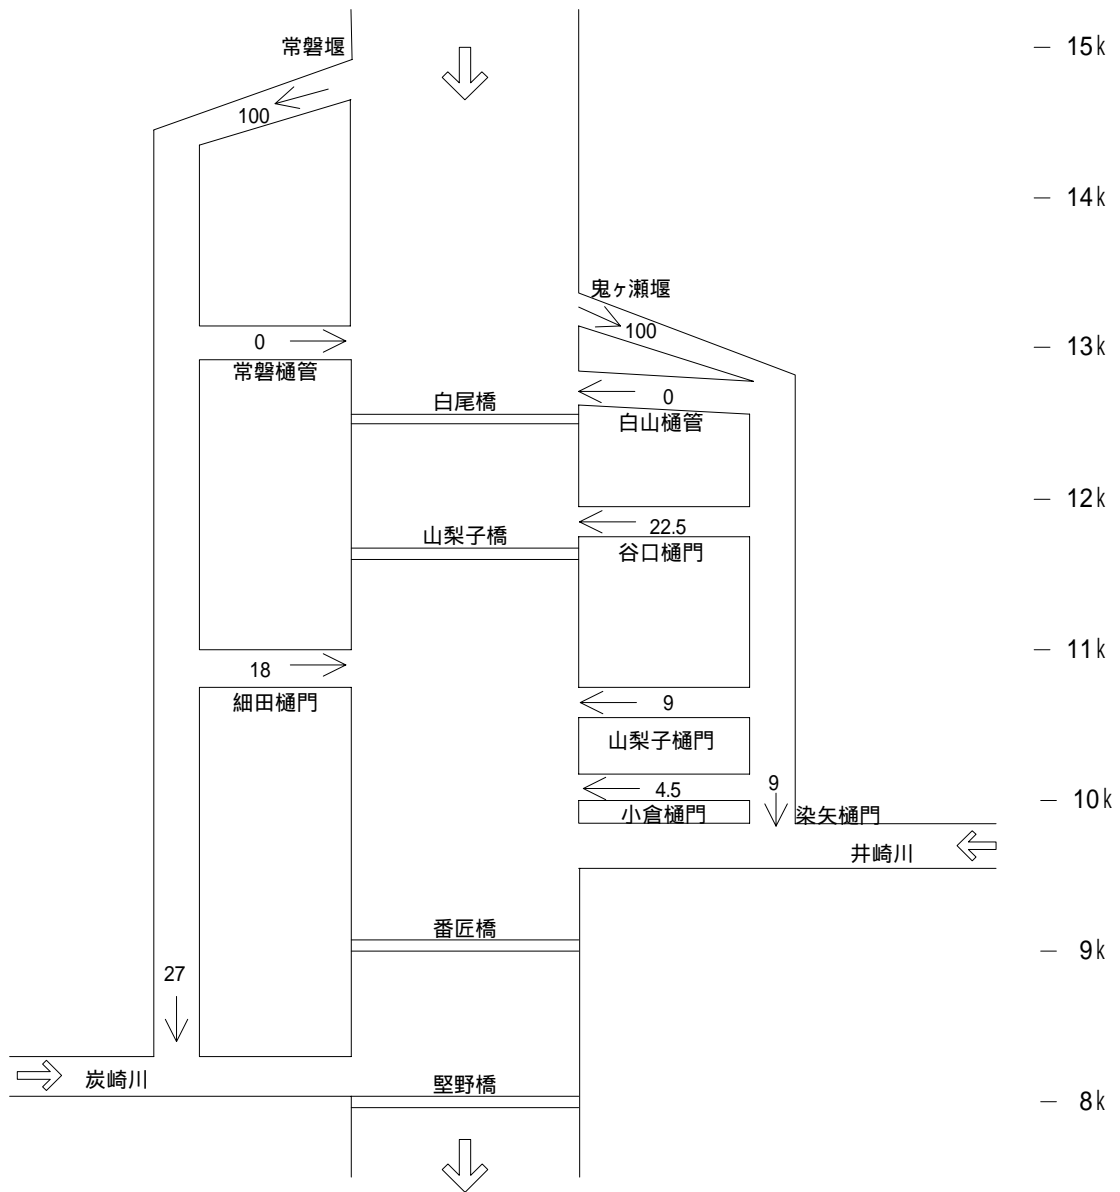 常磐堰
15k
100
14k
鬼ヶ瀬堰
100
13k
0
常磐樋管
0
白尾橋
白山樋管
12k
22.5
山梨子橋
谷口樋門
11k
18
細田樋門
9
山梨子樋門
9
4.5
10k
小倉樋門
染矢樋門
井崎川
番匠橋
9k
27
炭崎川
堅野橋
8k